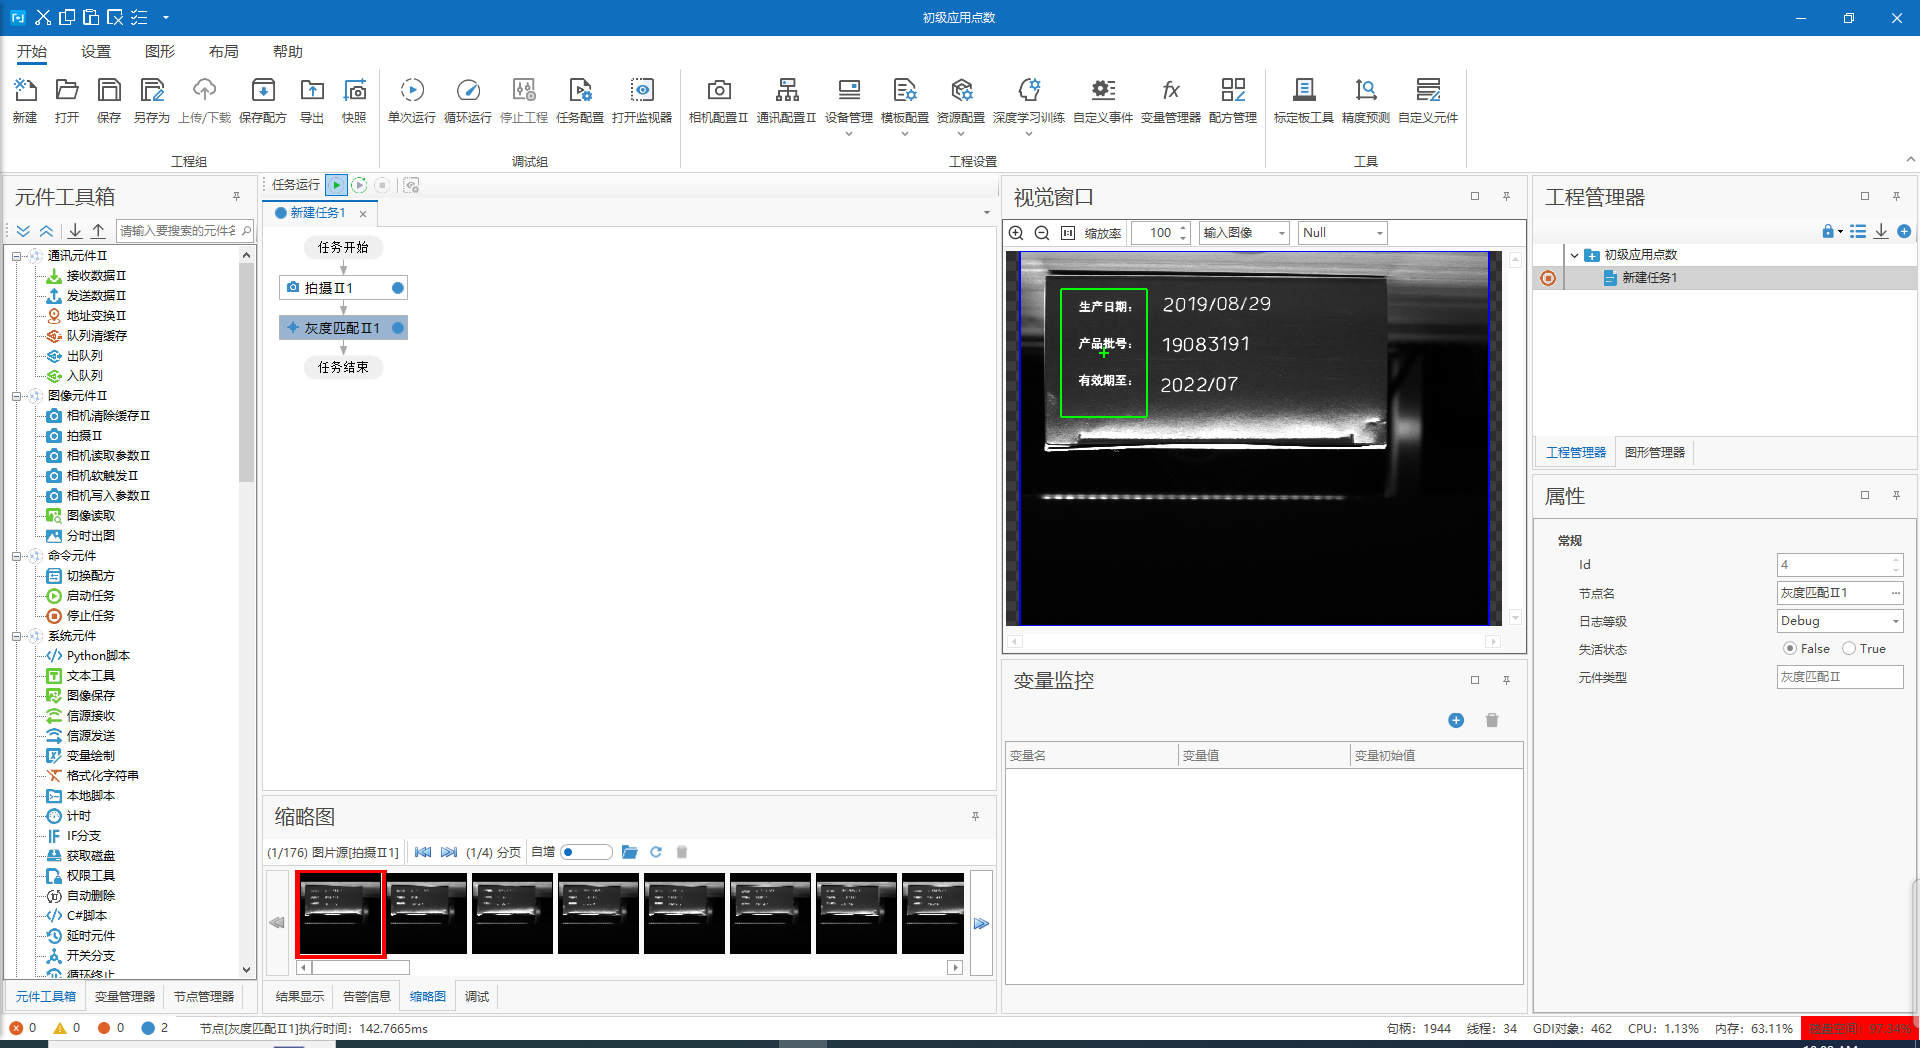 初级应用点数
开始 设置 图形 布局 帮助
新建 打开 保存 另存为 上传/下载 保存配方 导出 快照 单次运行 循环运行 停止工程 任务配置 打开监视器 相机配置II 通讯配置II 设备管理 模板配置 资源配置 深度学习训练 自定义事件 变量管理器 配方管理 标定板工具 精度预测 自定义元件
工程组 调试组 工程设置 工具
元件工具箱
请输入要搜索的元件名
通讯元件II
接收数据II
发送数据II
地址变换II
队列清缓存
出队列
入队列
图像元件II
相机清除缓存II
拍摄II
相机读取参数II
相机软触发II
相机写入参数II
图像读取
分时出图
命令元件
切换配方
启动任务
停止任务
系统元件
Python脚本
文本工具
图像保存
信源接收
信源发送
变量绘制
格式化字符串
本地脚本
计时
IF分支
获取磁盘
权限工具
自动删除
C#脚本
延时元件
开关分支
循环终止
元件工具箱 变量管理器 节点管理器
任务运行
新建任务1
任务开始
拍摄II1
灰度匹配II1
任务结束
缩略图
(1/176) 图片源[拍摄II1] (1/4) 分页 自增
结果显示 告警信息 缩略图 调试
视觉窗口
缩放率 100 输入图像 Null
生产日期： 2019/08/29
产品批号： 19083191
有效期至： 2022/07
变量监控
变量名 变量值 变量初始值
工程管理器
初级应用点数
新建任务1
工程管理器 图形管理器
属性
常规
Id 4
节点名 灰度匹配II1
日志等级 Debug
失活状态 False True
元件类型 灰度匹配II
0 0 0 2 节点[灰度匹配II1]执行时间：142.7665ms
句柄：1944 线程：34 GDI对象：462 CPU：1.13% 内存：63.11%